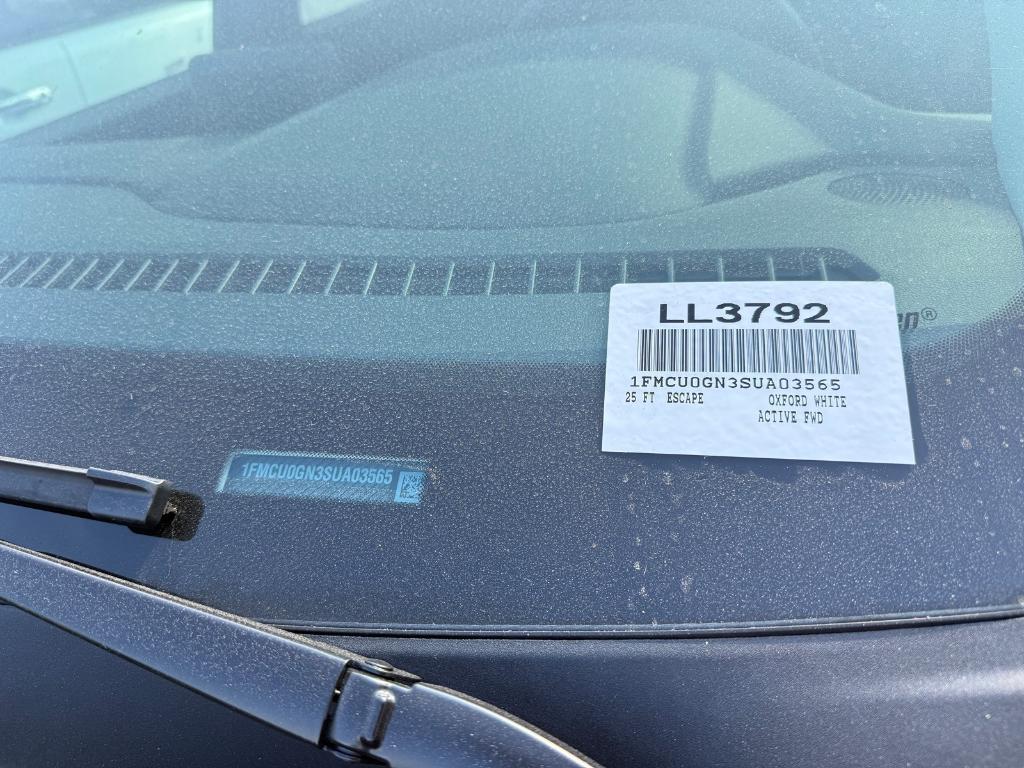 LL3792
1FMCU0GN3SUA03565
25 FT ESCAPE OXFORD WHITE
ACTIVE FWD
1FMCU0GN3SUA03565